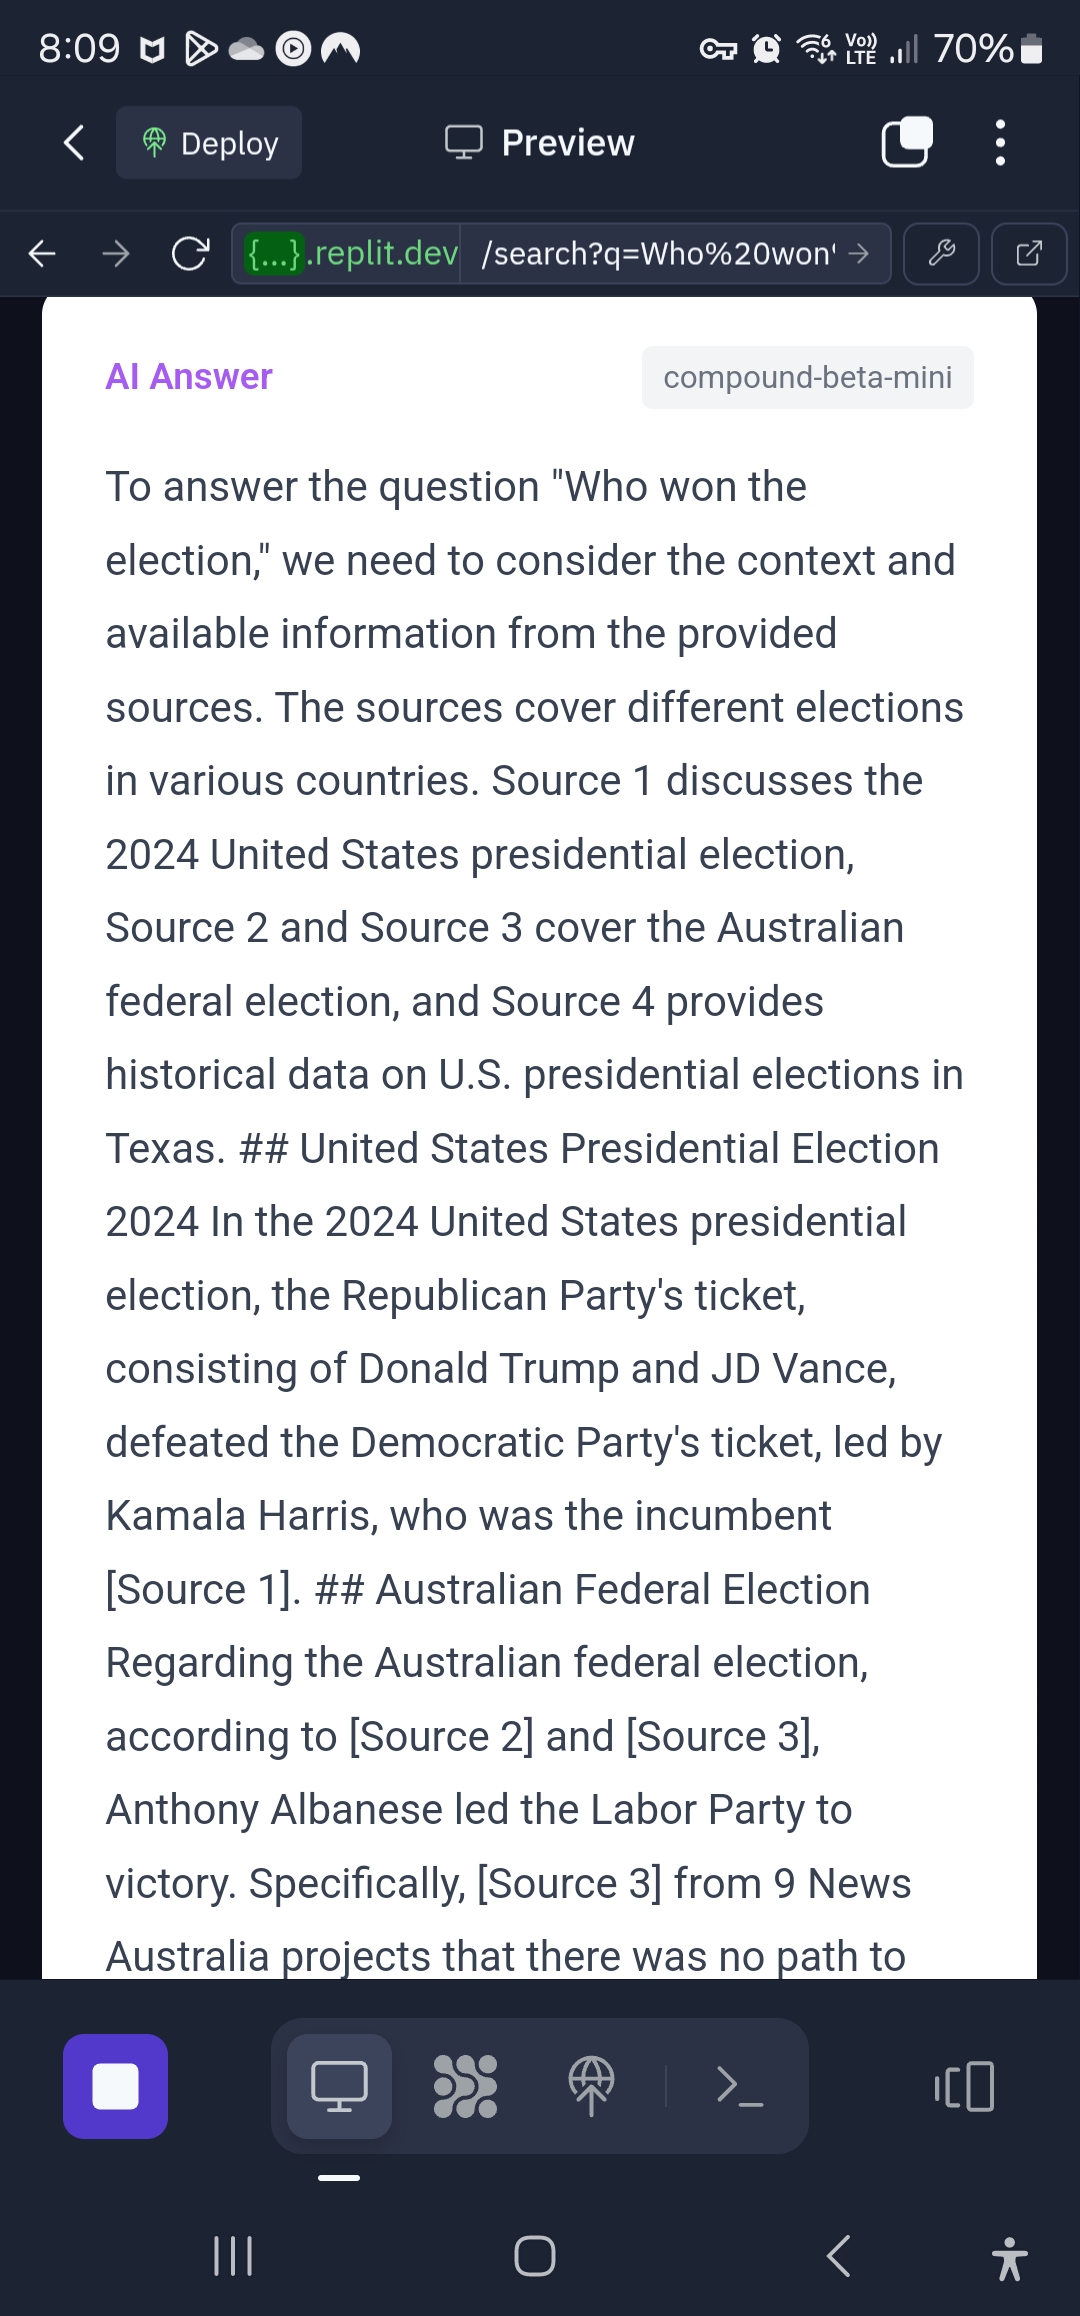 8:09
Vo))
LTE
70%
Deploy
Preview
{...}.replit.dev
/search?q=Who%20won
AI Answer
compound-beta-mini
To answer the question "Who won the
election," we need to consider the context and
available information from the provided
sources. The sources cover different elections
in various countries. Source 1 discusses the
2024 United States presidential election,
Source 2 and Source 3 cover the Australian
federal election, and Source 4 provides
historical data on U.S. presidential elections in
Texas. ## United States Presidential Election
2024 In the 2024 United States presidential
election, the Republican Party's ticket,
consisting of Donald Trump and JD Vance,
defeated the Democratic Party's ticket, led by
Kamala Harris, who was the incumbent
[Source 1]. ## Australian Federal Election
Regarding the Australian federal election,
according to [Source 2] and [Source 3],
Anthony Albanese led the Labor Party to
victory. Specifically, [Source 3] from 9 News
Australia projects that there was no path to